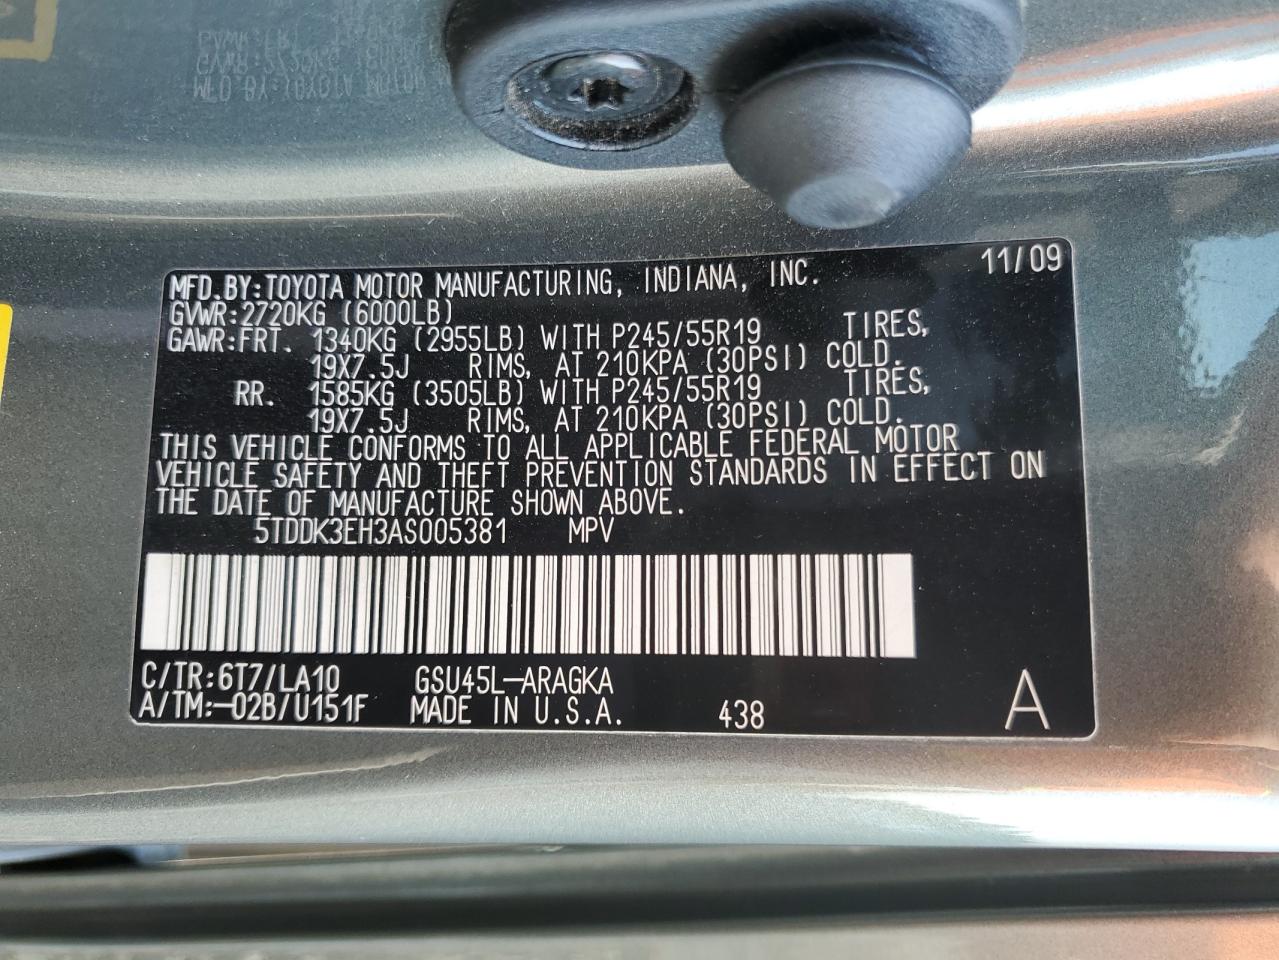 11/09
MFD.BY:TOYOTA MOTOR MANUFACTURING, INDIANA, INC.
GVWR:2720KG (6000LB)
GAWR:FRT. 1340KG (2955LB) WITH P245/55R19 TIRES,
19X7.5J RIMS, AT 210KPA (30PSI) COLD.
RR. 1585KG (3505LB) WITH P245/55R19 TIRES,
19X7.5J RIMS, AT 210KPA (30PSI) COLD.
THIS VEHICLE CONFORMS TO ALL APPLICABLE FEDERAL MOTOR
VEHICLE SAFETY AND THEFT PREVENTION STANDARDS IN EFFECT ON
THE DATE OF MANUFACTURE SHOWN ABOVE.
5TDDK3EH3AS005381 MPV
C/TR:6T7/LA10 GSU45L-ARAGKA
A/TM:-02B/U151F MADE IN U.S.A. 438 A